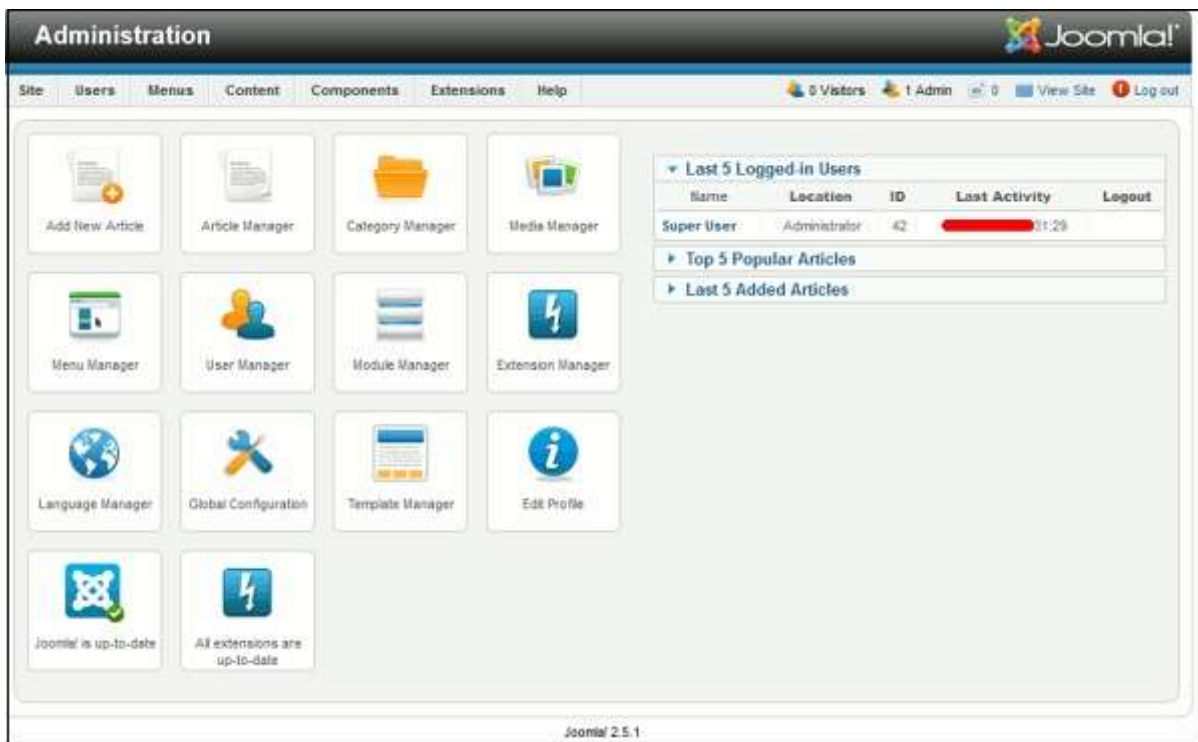 Administration
Joomla!
Site Users Menus Content Components Extensions Help
0 Visitors 1 Admin 0 View Site Log out
Add New Article Article Manager Category Manager Media Manager
Last 5 Logged-in Users
Name Location ID Last Activity Logout
Super User Administrator 42 31:29
Top 5 Popular Articles
Last 5 Added Articles
Menu Manager User Manager Module Manager Extension Manager
Language Manager Global Configuration Template Manager Edit Profile
Joomla! is up-to-date All extensions are
up-to-date
Joomla! 2.5.1